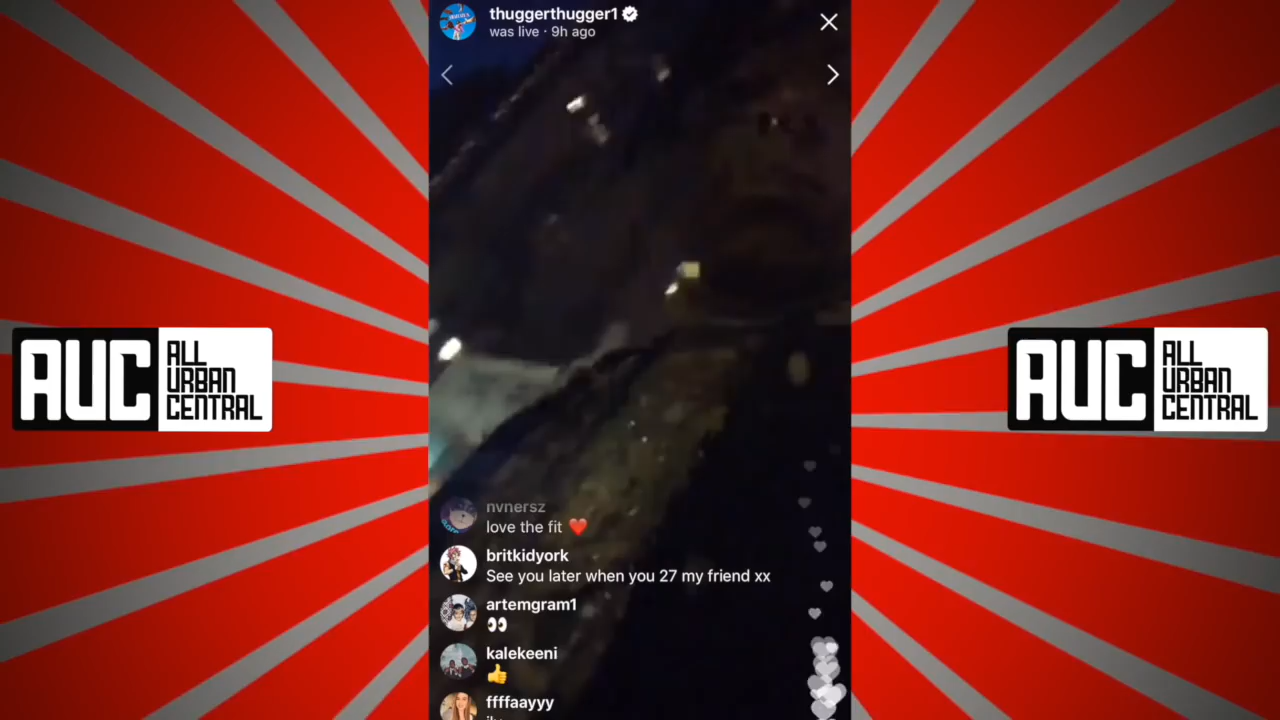 thuggerthugger1
was live · 9h ago
AUC
ALL
URBAN
CENTRAL
AUC
ALL
URBAN
CENTRAL
nvnersz
love the fit ❤️
britkidyork
See you later when you 27 my friend xx
artemgram1
👀
kalekeeni
👍
ffffaayyy